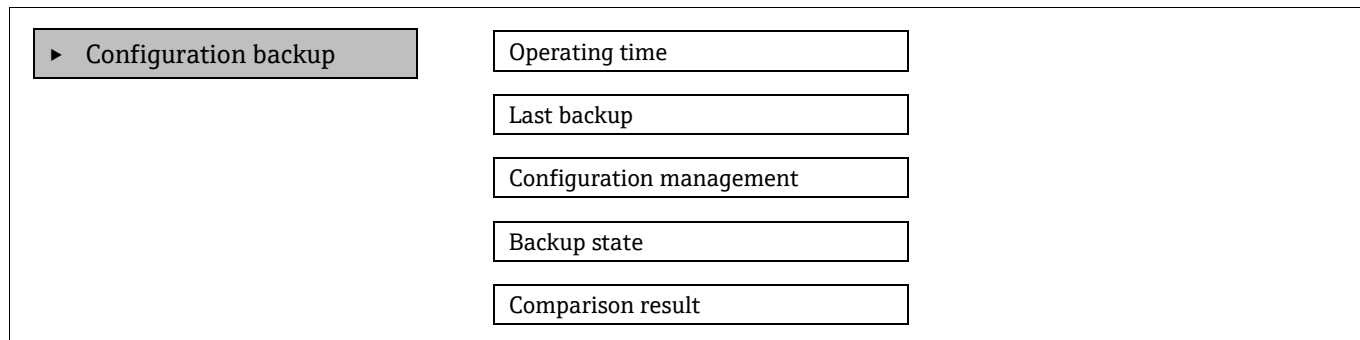 ► Configuration backup
Operating time
Last backup
Configuration management
Backup state
Comparison result